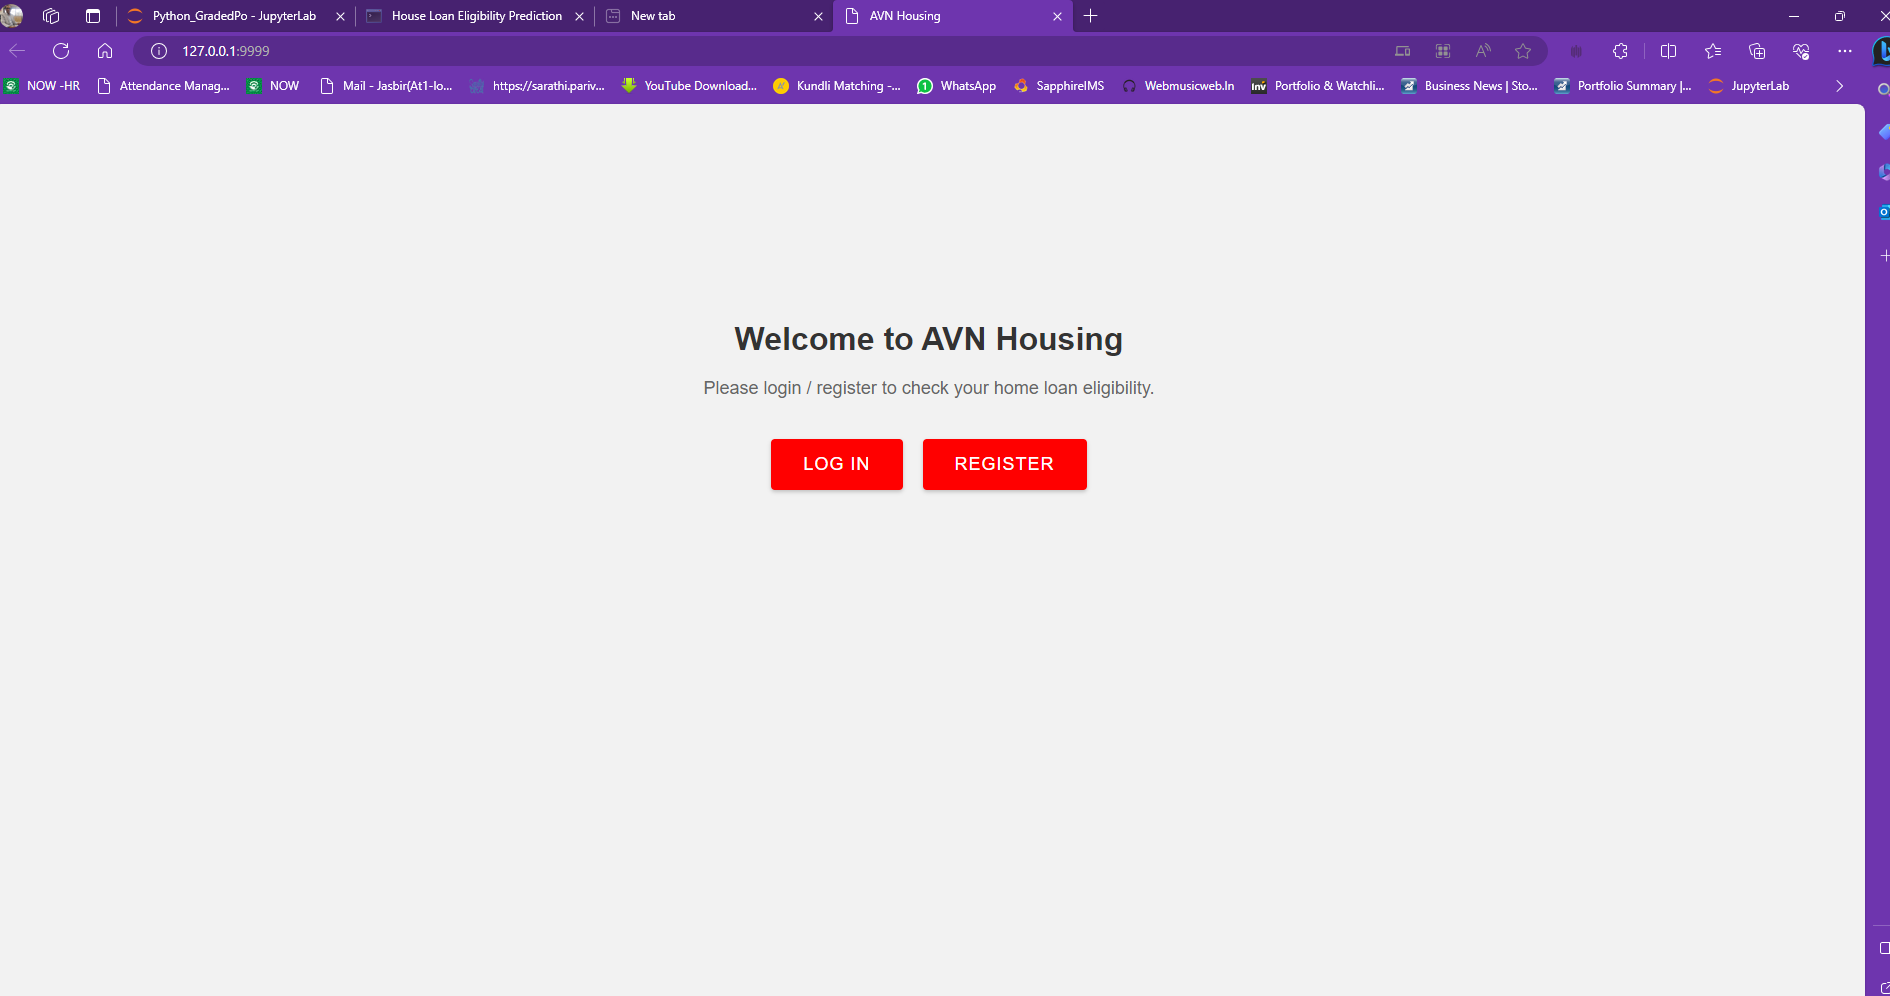 Python_GradedPo - JupyterLab
House Loan Eligibility Prediction
New tab
AVN Housing
127.0.0.1:9999
NOW -HR
Attendance Manag...
NOW
Mail - Jasbir(At1-lo...
https://sarathi.pariv...
YouTube Download...
Kundli Matching -...
WhatsApp
SapphireIMS
Webmusicweb.In
Portfolio & Watchli...
Business News | Sto...
Portfolio Summary |...
JupyterLab
Welcome to AVN Housing
Please login / register to check your home loan eligibility.
LOG IN
REGISTER